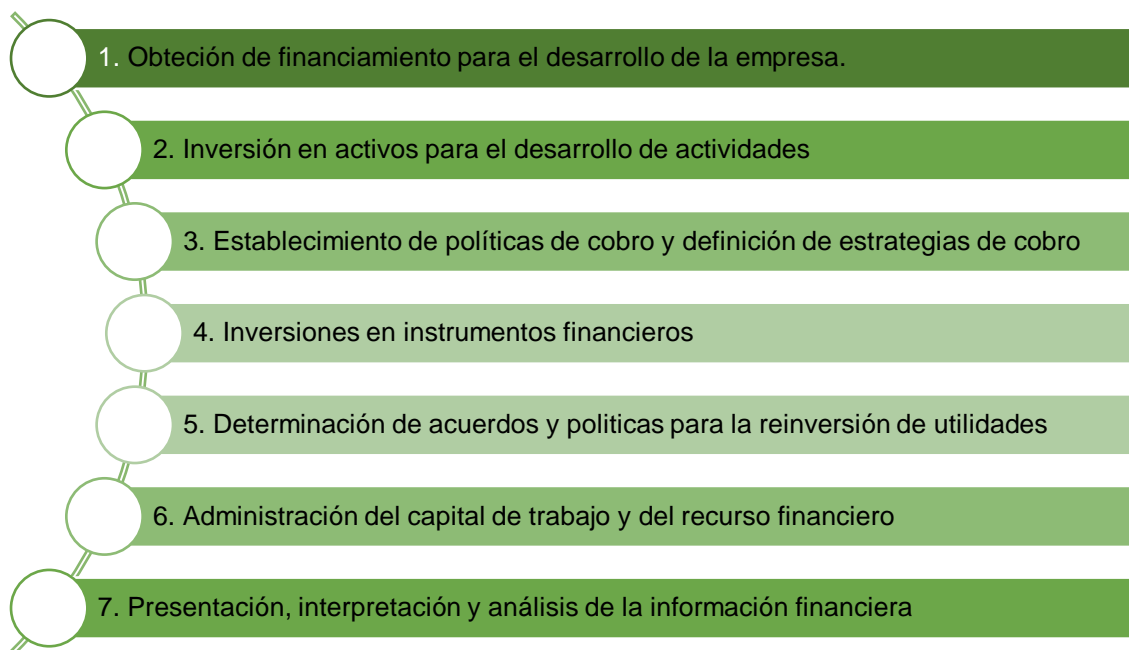 1. Obteción de financiamiento para el desarrollo de la empresa.
2. Inversión en activos para el desarrollo de actividades
3. Establecimiento de políticas de cobro y definición de estrategias de cobro
4. Inversiones en instrumentos financieros
5. Determinación de acuerdos y politicas para la reinversión de utilidades
6. Administración del capital de trabajo y del recurso financiero
7. Presentación, interpretación y análisis de la información financiera